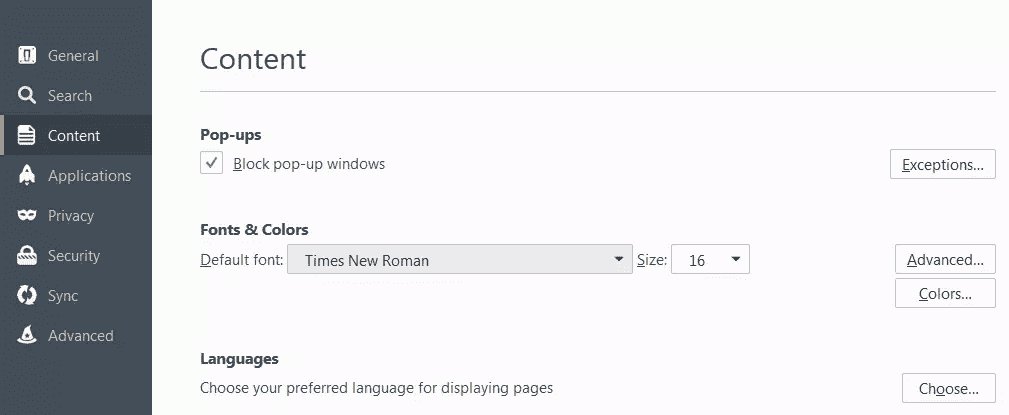 General
Search
Content
Applications
Privacy
Security
Sync
Advanced
Content
Pop-ups
Block pop-up windows
Exceptions...
Fonts & Colors
Default font: Times New Roman Size: 16 Advanced...
Colors...
Languages
Choose your preferred language for displaying pages
Choose...